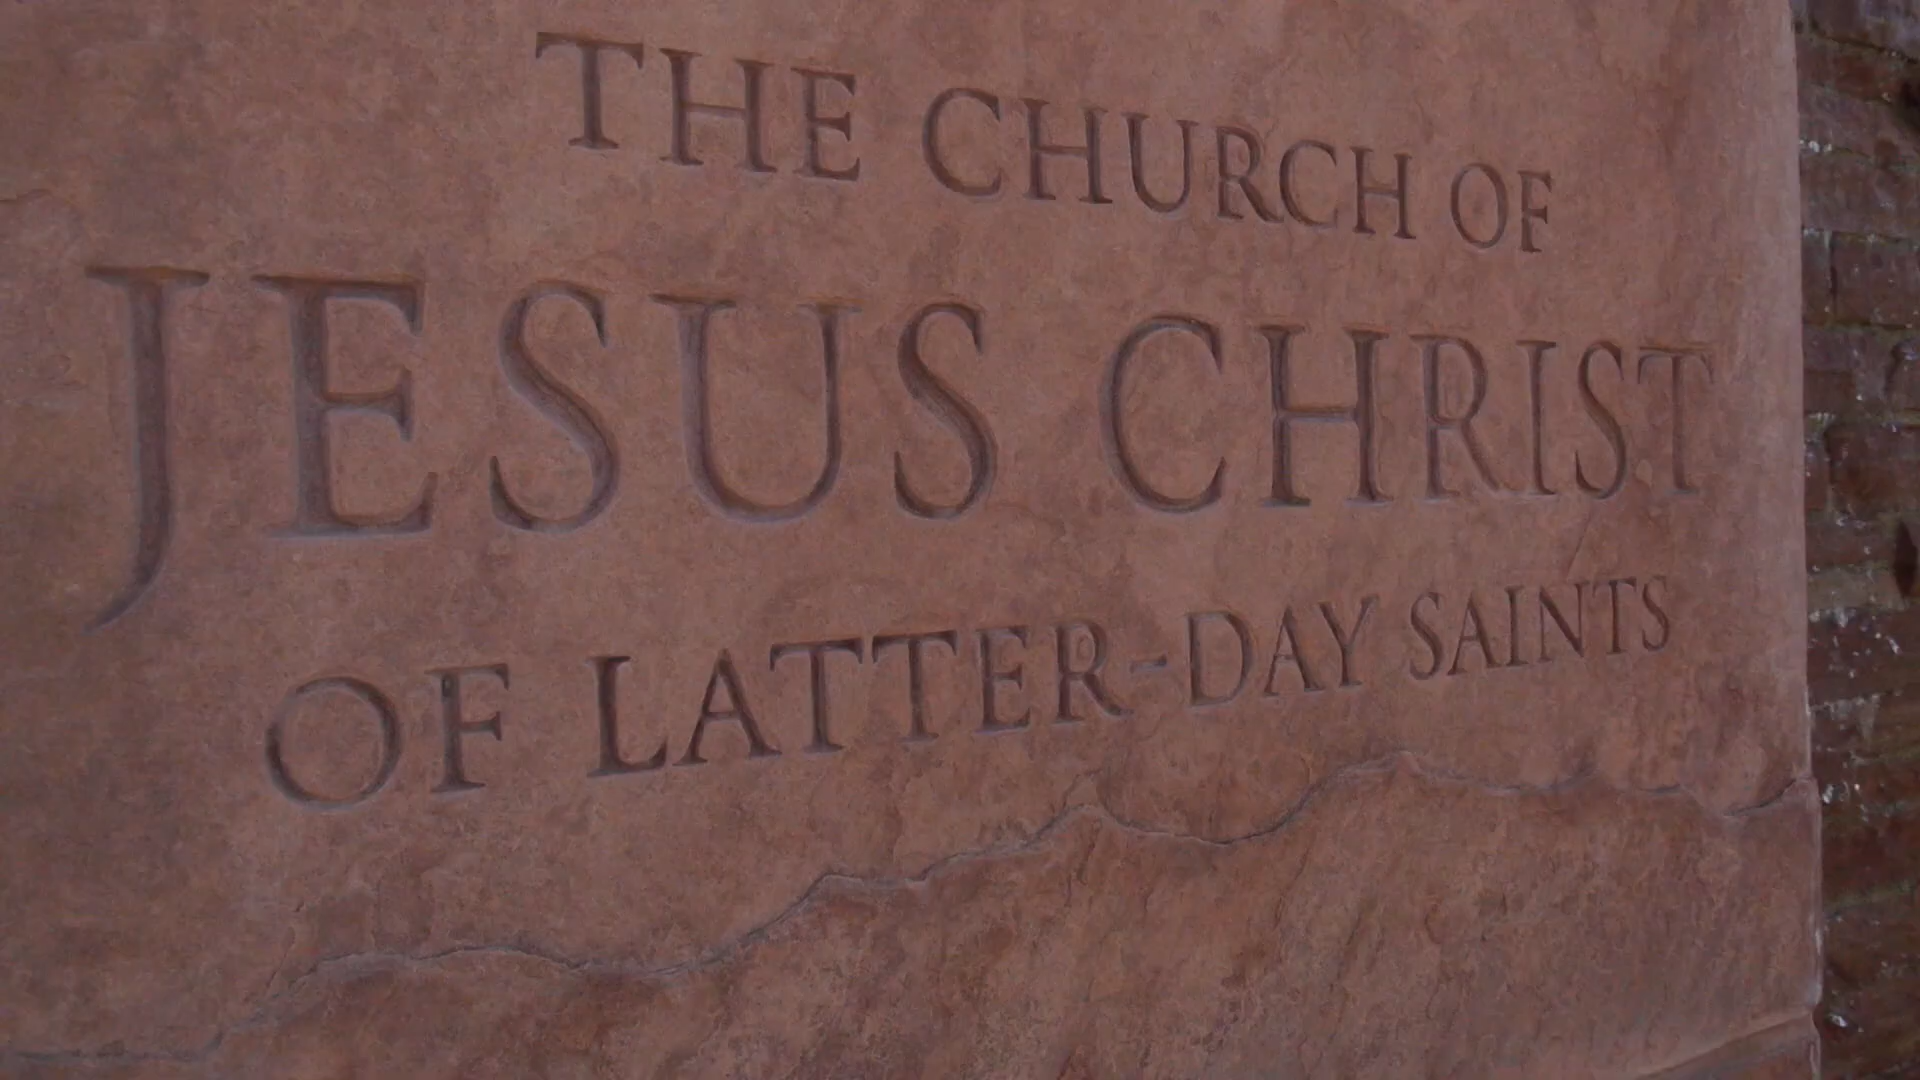 THE CHURCH OF
JESUS CHRIST
OF LATTER-DAY SAINTS